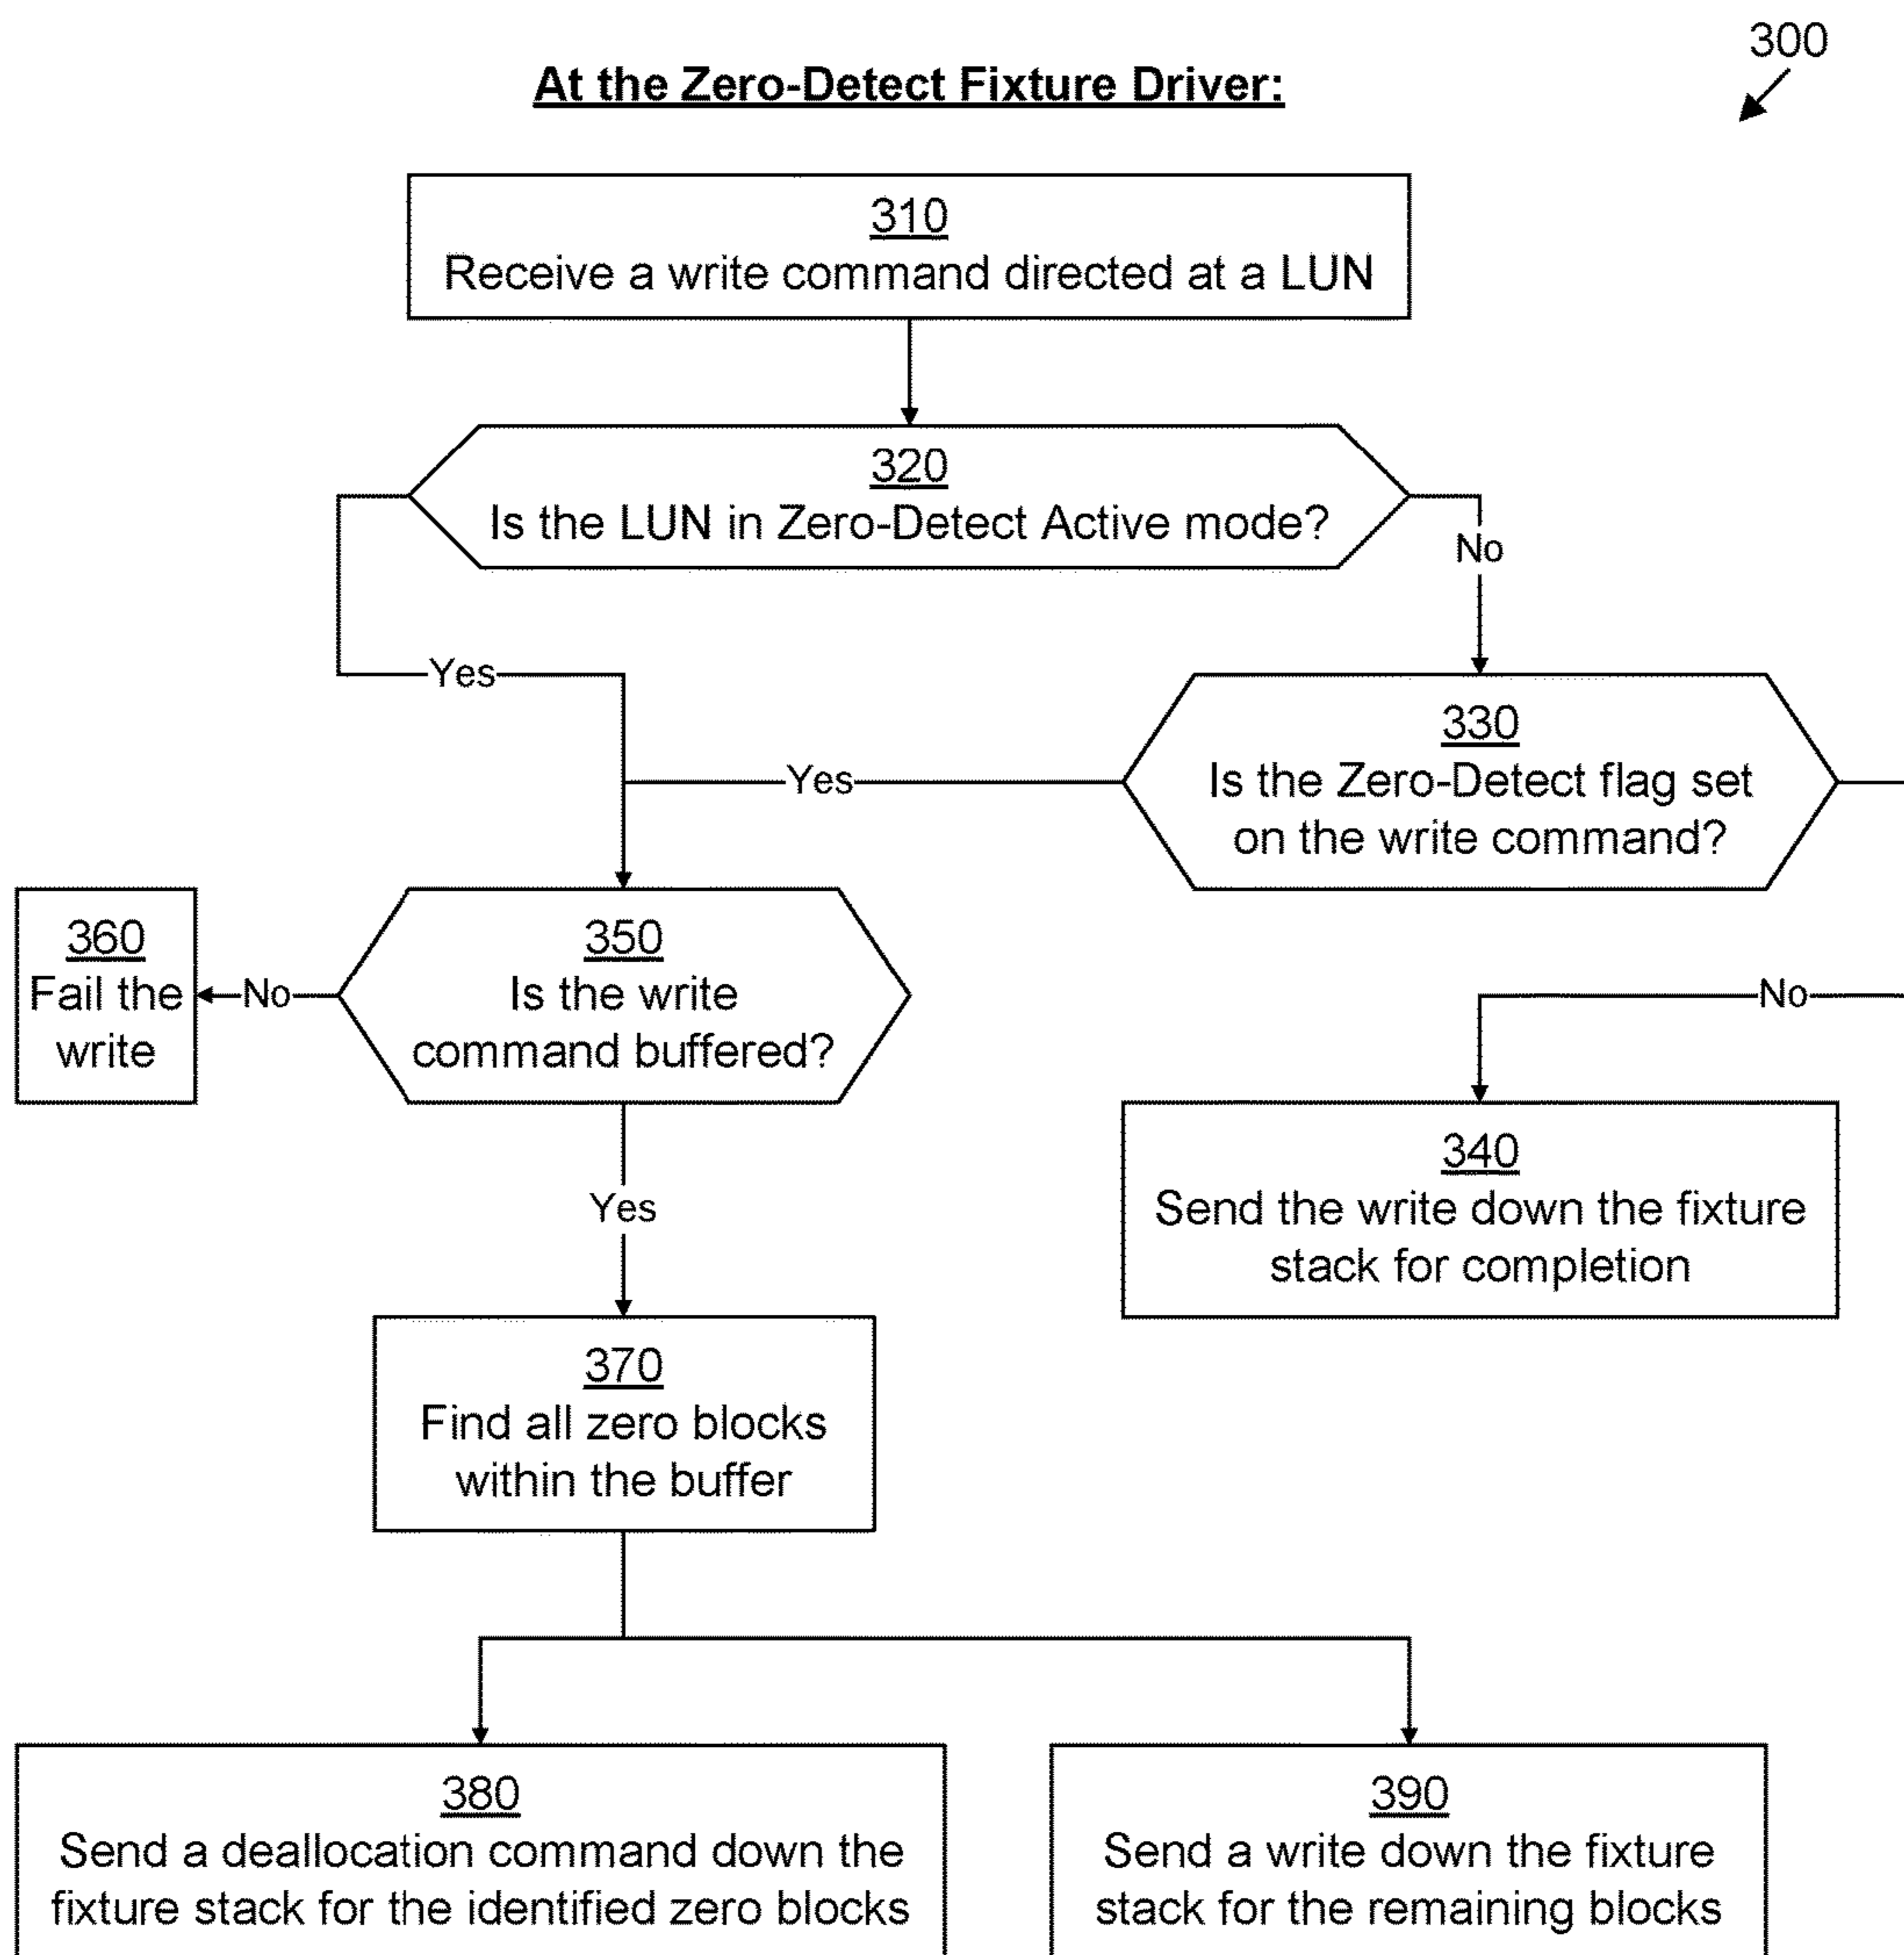 300
At the Zero-Detect Fixture Driver:
310
Receive a write command directed at a LUN
320
Is the LUN in Zero-Detect Active mode?
No
Yes
330
Is the Zero-Detect flag set
on the write command?
Yes
350
Is the write
command buffered?
No
360
Fail the
write
No
340
Send the write down the fixture
stack for completion
Yes
370
Find all zero blocks
within the buffer
380
Send a deallocation command down the
fixture stack for the identified zero blocks
390
Send a write down the fixture
stack for the remaining blocks